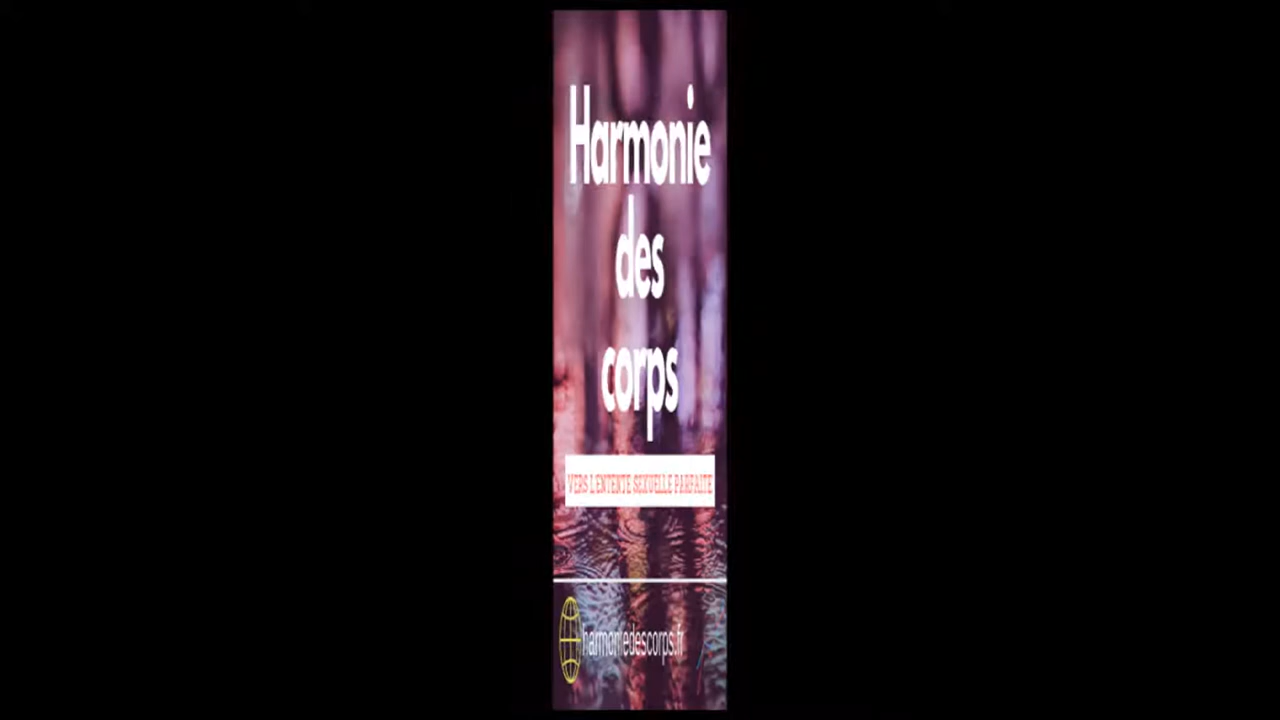 Harmonie
des
corps
VERS L'ENTENTE SEXUELLE PARFAITE
harmoniedescorps.fr